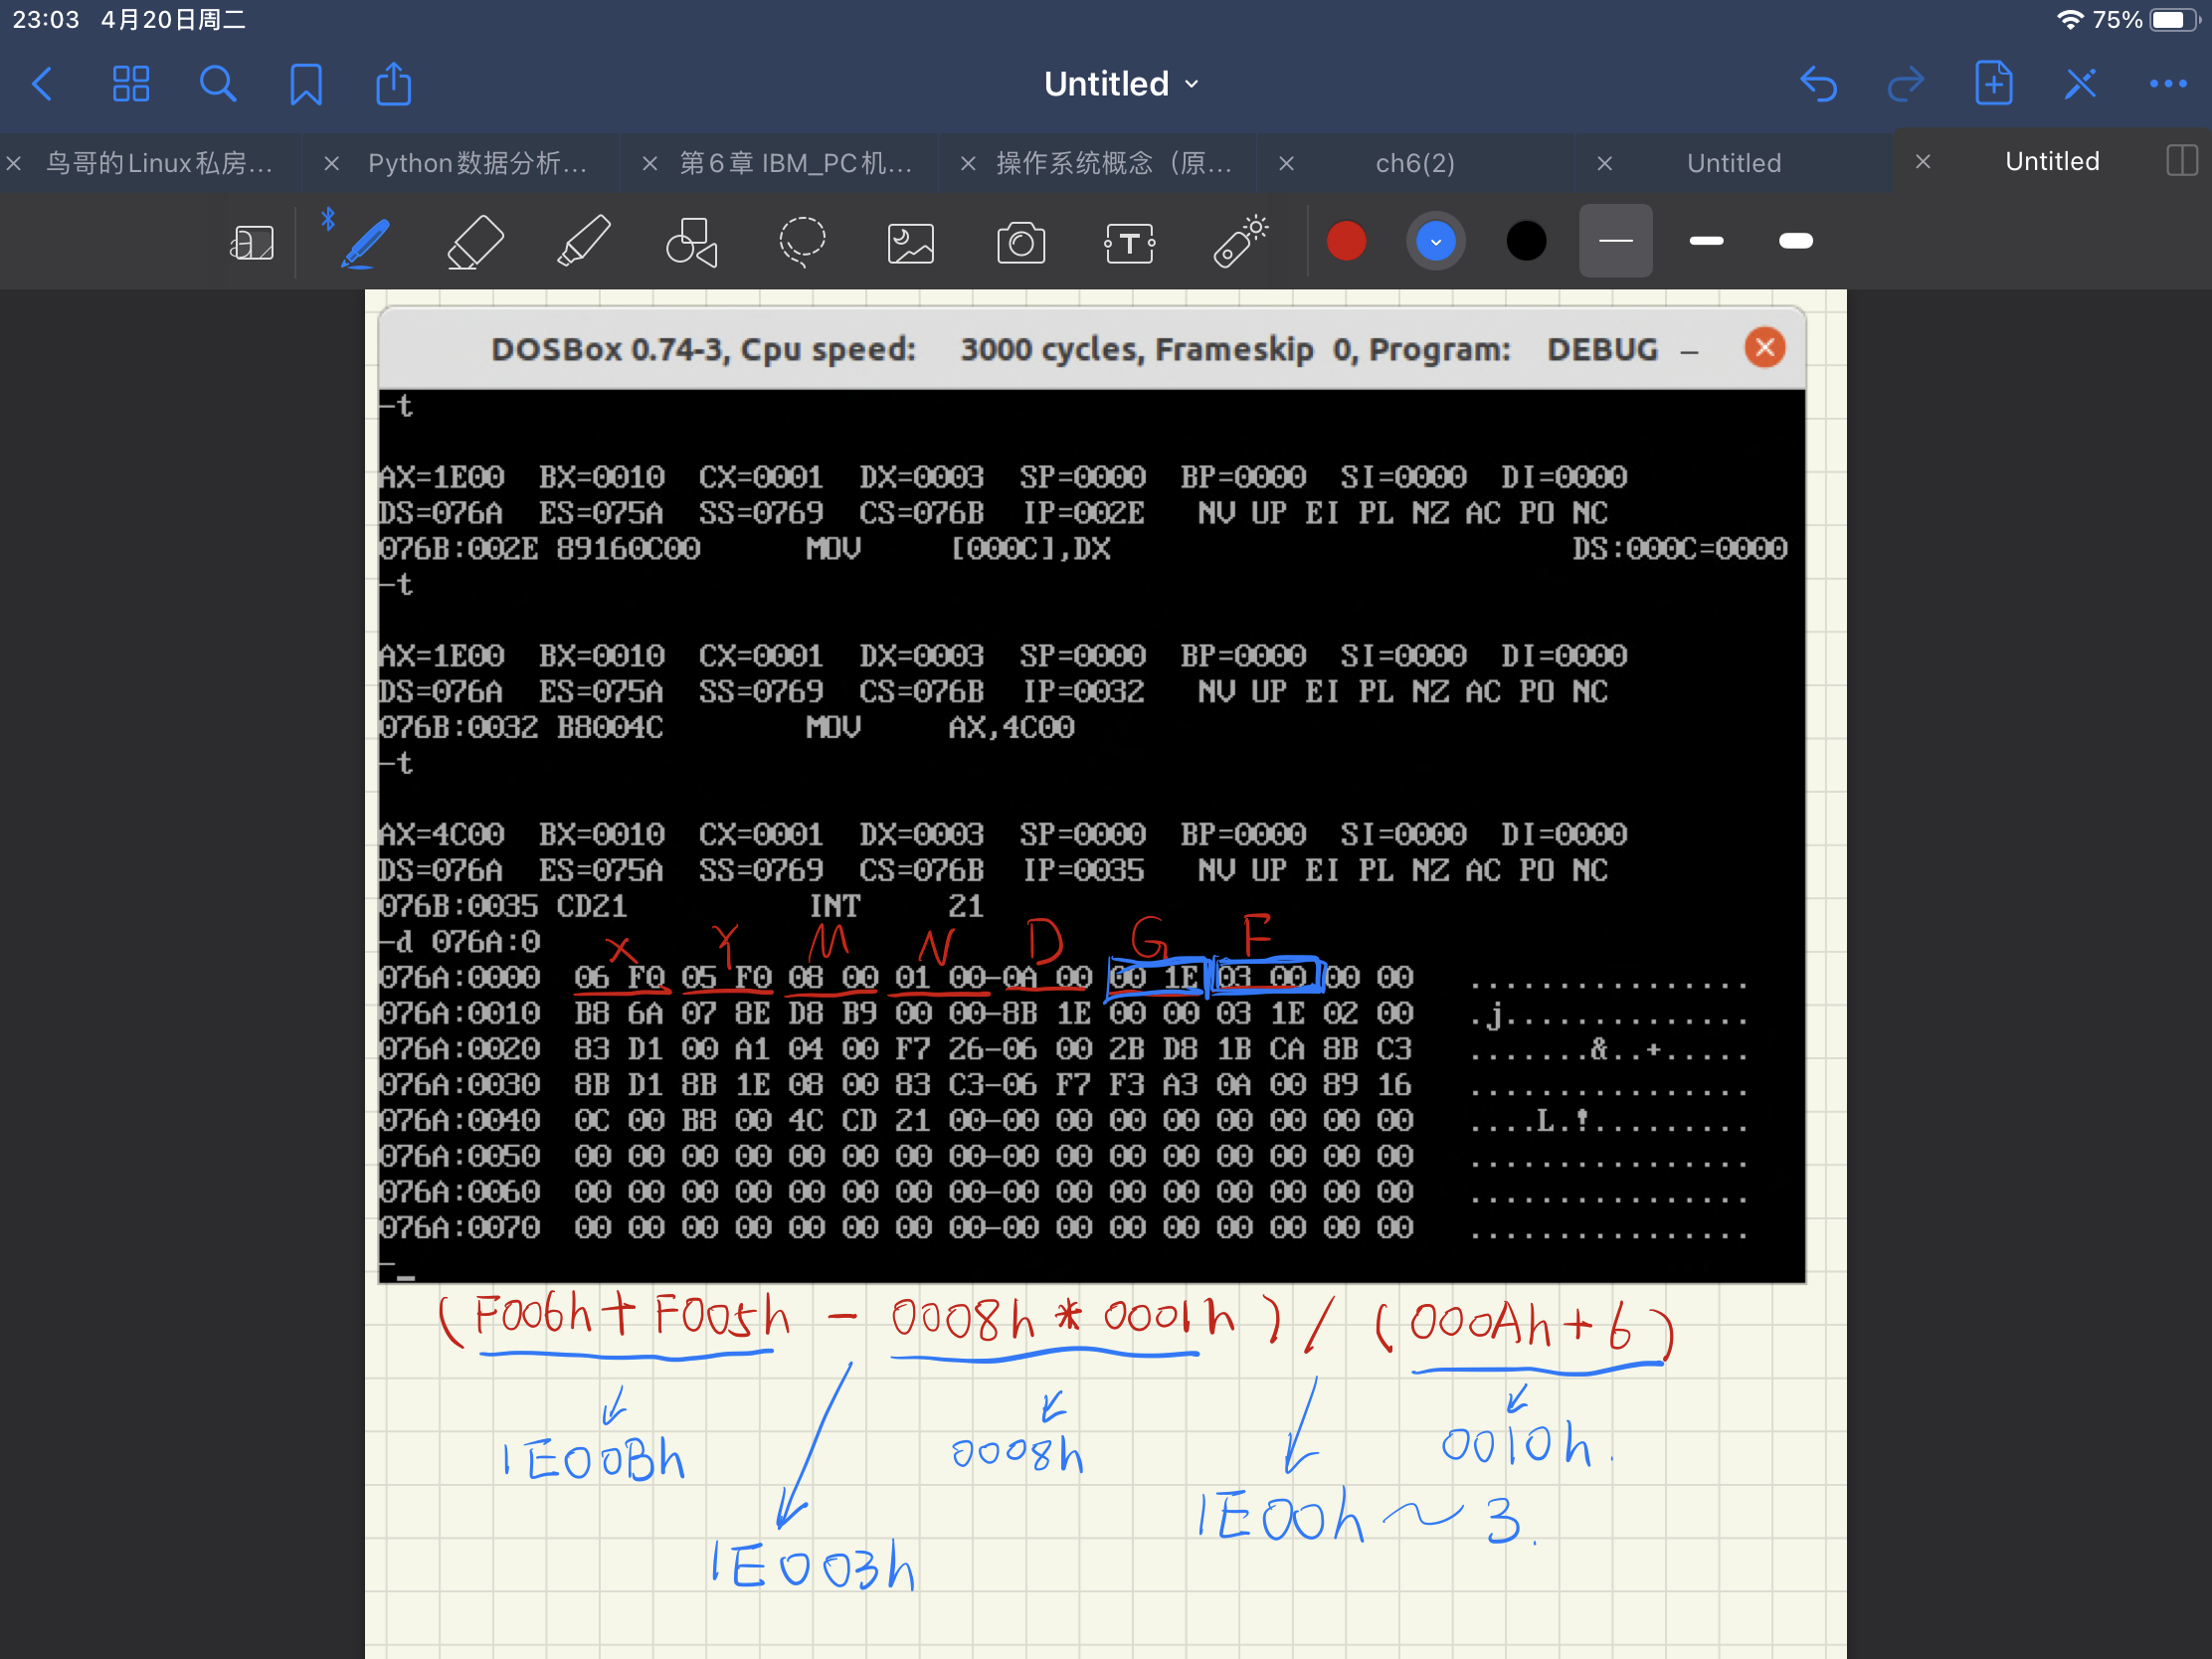 23:03 4月20日周二 75%
Untitled
鸟哥的Linux私房... Python数据分析... 第6章 IBM_PC机... 操作系统概念（原... ch6(2) Untitled Untitled
DOSBox 0.74-3, Cpu speed: 3000 cycles, Frameskip 0, Program: DEBUG
-t
AX=1E00 BX=0010 CX=0001 DX=0003 SP=0000 BP=0000 SI=0000 DI=0000
DS=076A ES=075A SS=0769 CS=076B IP=002E NV UP EI PL NZ AC PO NC
076B:002E 89160C00 MOV [000C],DX DS:000C=0000
-t
AX=1E00 BX=0010 CX=0001 DX=0003 SP=0000 BP=0000 SI=0000 DI=0000
DS=076A ES=075A SS=0769 CS=076B IP=0032 NV UP EI PL NZ AC PO NC
076B:0032 B8004C MOV AX,4C00
-t
AX=4C00 BX=0010 CX=0001 DX=0003 SP=0000 BP=0000 SI=0000 DI=0000
DS=076A ES=075A SS=0769 CS=076B IP=0035 NV UP EI PL NZ AC PO NC
076B:0035 CD21 INT 21
-d 076A:0
X Y M N D G F
076A:0000 06 F0 05 F0 08 00 01 00-0A 00 00 1E 03 00 00 00 ................
076A:0010 B8 6A 07 8E D8 B9 00 00-8B 1E 00 00 03 1E 02 00 .j..............
076A:0020 83 D1 00 A1 04 00 F7 26-06 00 2B D8 1B CA 8B C3 .......&..+.....
076A:0030 8B D1 8B 1E 08 00 83 C3-06 F7 F3 A3 0A 00 89 16 ................
076A:0040 0C 00 B8 00 4C CD 21 00-00 00 00 00 00 00 00 00 ....L.!.........
076A:0050 00 00 00 00 00 00 00 00-00 00 00 00 00 00 00 00 ................
076A:0060 00 00 00 00 00 00 00 00-00 00 00 00 00 00 00 00 ................
076A:0070 00 00 00 00 00 00 00 00-00 00 00 00 00 00 00 00 ................
-_
(F006h+F005h - 0008h * 0001h ) / (000Ah+6)
1E00Bh 0008h 0010h.
1E003h 1E00h ~ 3.